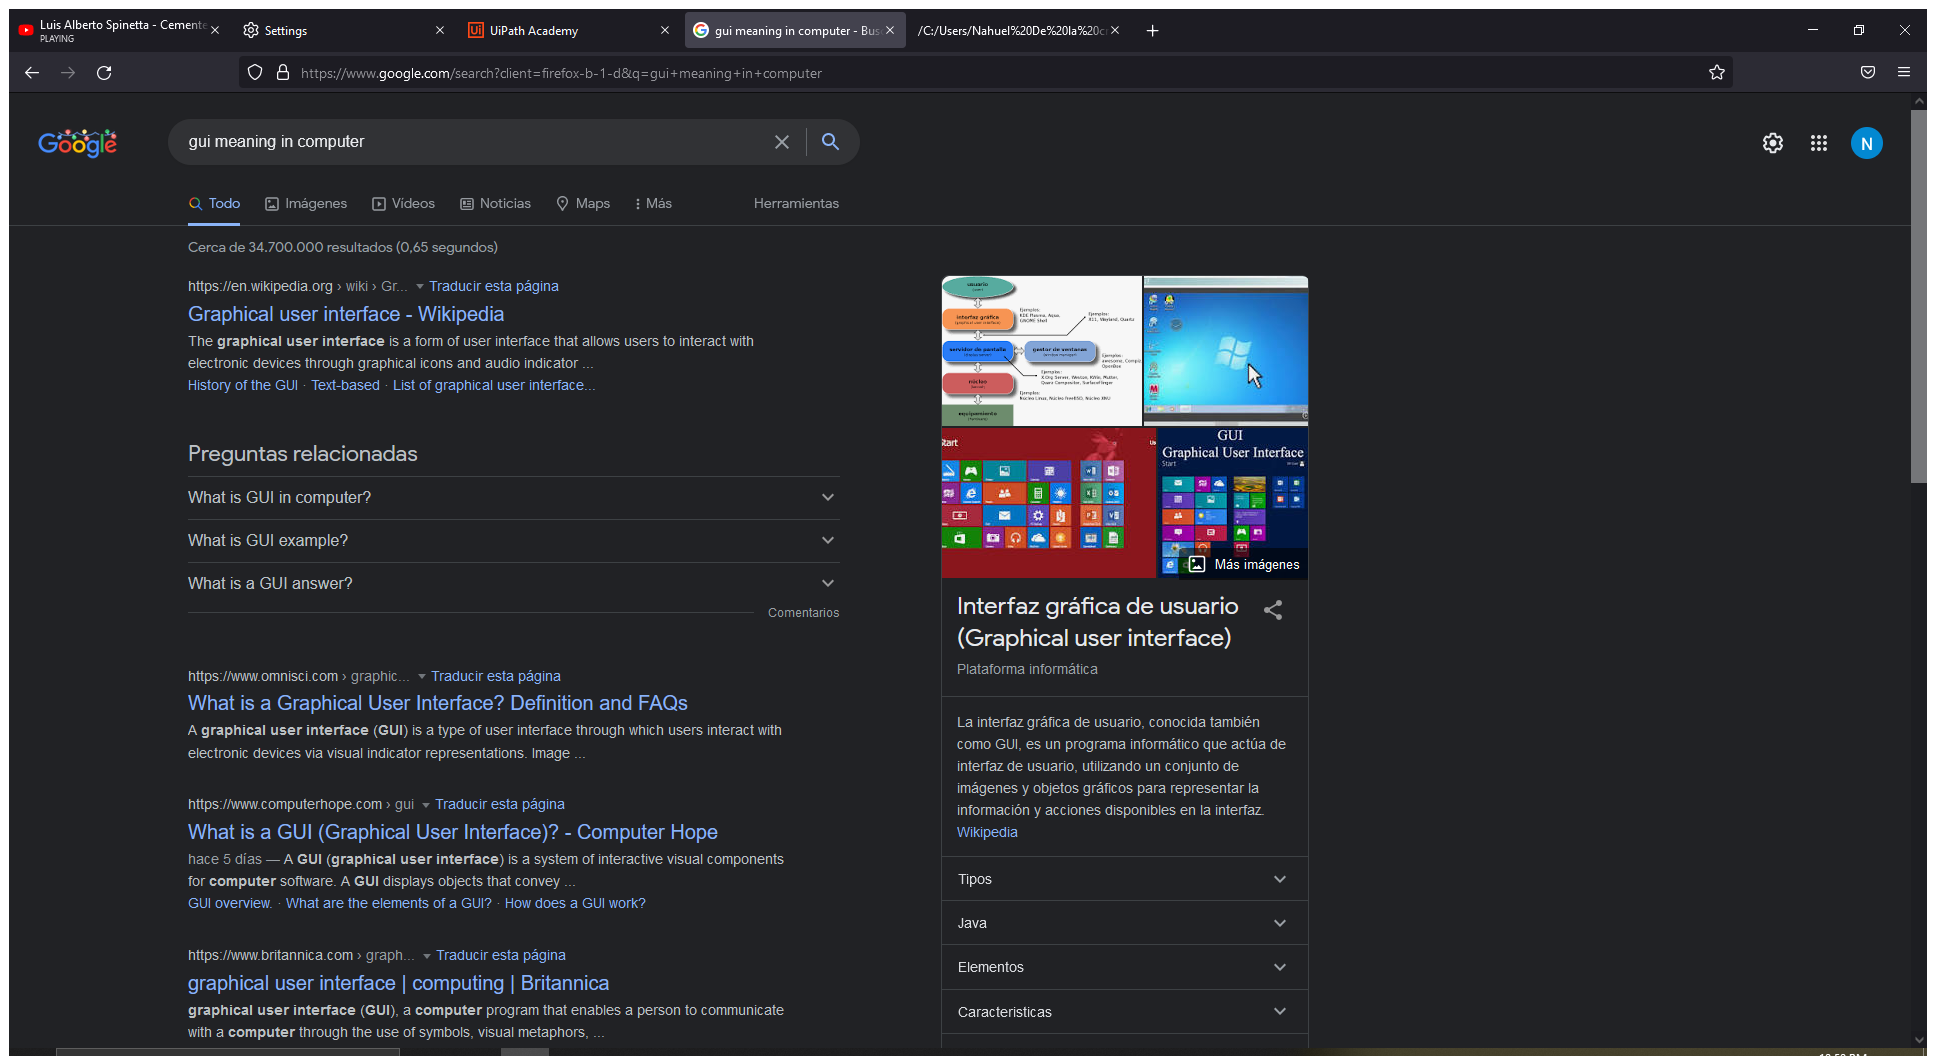 Luis Alberto Spinetta - Cemente
PLAYING
Settings
UiPath Academy
gui meaning in computer - Bus
/C:/Users/Nahuel%20De%20la%20c
https://www.google.com/search?client=firefox-b-1-d&q=gui+meaning+in+computer
Google
gui meaning in computer
N
Todo
Imágenes
Videos
Noticias
Maps
Más
Herramientas
Cerca de 34.700.000 resultados (0,65 segundos)
https://en.wikipedia.org › wiki › Gr...
Traducir esta página
Graphical user interface - Wikipedia
The graphical user interface is a form of user interface that allows users to interact with
electronic devices through graphical icons and audio indicator ...
History of the GUI · Text-based · List of graphical user interface...
Preguntas relacionadas
What is GUI in computer?
What is GUI example?
What is a GUI answer?
Comentarios
https://www.omnisci.com › graphic...
Traducir esta página
What is a Graphical User Interface? Definition and FAQs
A graphical user interface (GUI) is a type of user interface through which users interact with
electronic devices via visual indicator representations. Image ...
https://www.computerhope.com › gui
Traducir esta página
What is a GUI (Graphical User Interface)? - Computer Hope
hace 5 días — A GUI (graphical user interface) is a system of interactive visual components
for computer software. A GUI displays objects that convey ...
GUI overview. · What are the elements of a GUI? · How does a GUI work?
https://www.britannica.com › graph...
Traducir esta página
graphical user interface | computing | Britannica
graphical user interface (GUI), a computer program that enables a person to communicate
with a computer through the use of symbols, visual metaphors, ...
usuario
interfaz gráfica
servidor de pantalla
gestor de ventanas
núcleo
equipamiento
Start
GUI
Graphical User Interface
Start
Más imágenes
Interfaz gráfica de usuario
(Graphical user interface)
Plataforma informática
La interfaz gráfica de usuario, conocida también
como GUI, es un programa informático que actúa de
interfaz de usuario, utilizando un conjunto de
imágenes y objetos gráficos para representar la
información y acciones disponibles en la interfaz.
Wikipedia
Tipos
Java
Elementos
Caracteristicas